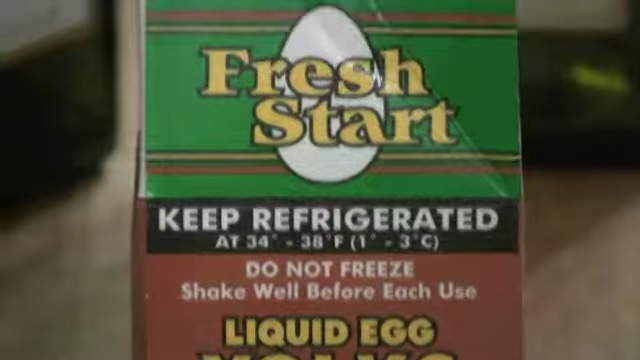 Fresh
Start
KEEP REFRIGERATED
AT 34° - 38°F (1° - 3°C)
DO NOT FREEZE
Shake Well Before Each Use
LIQUID EGG